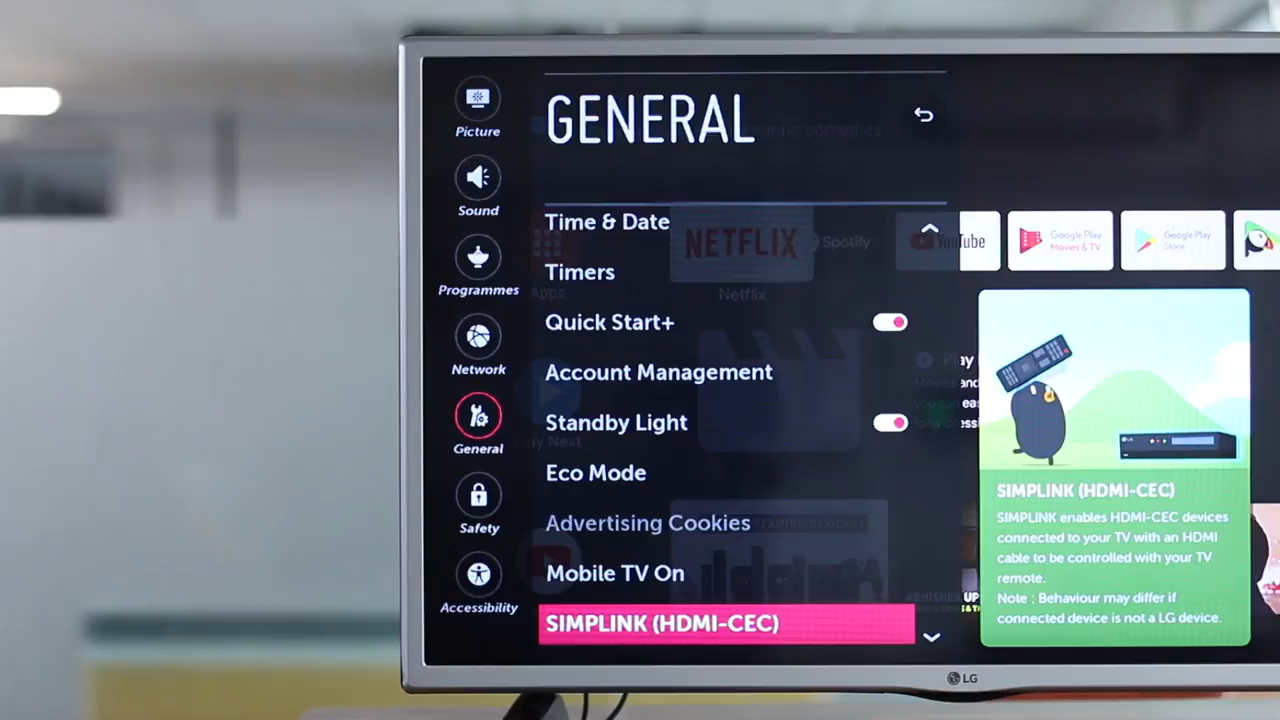 Picture
Sound
Programmes
Network
General
Safety
Accessibility
GENERAL
Time & Date
Timers
Quick Start+
Account Management
Standby Light
Eco Mode
Advertising Cookies
Mobile TV On
SIMPLINK (HDMI-CEC)
NETFLIX
Netflix
Spotify
YouTube
Google Play
Movies & TV
Google Play
Store
Apps
SIMPLINK (HDMI-CEC)
SIMPLINK enables HDMI-CEC devices
connected to your TV with an HDMI
cable to be controlled with your TV
remote.
Note : Behaviour may differ if
connected device is not a LG device.
LG